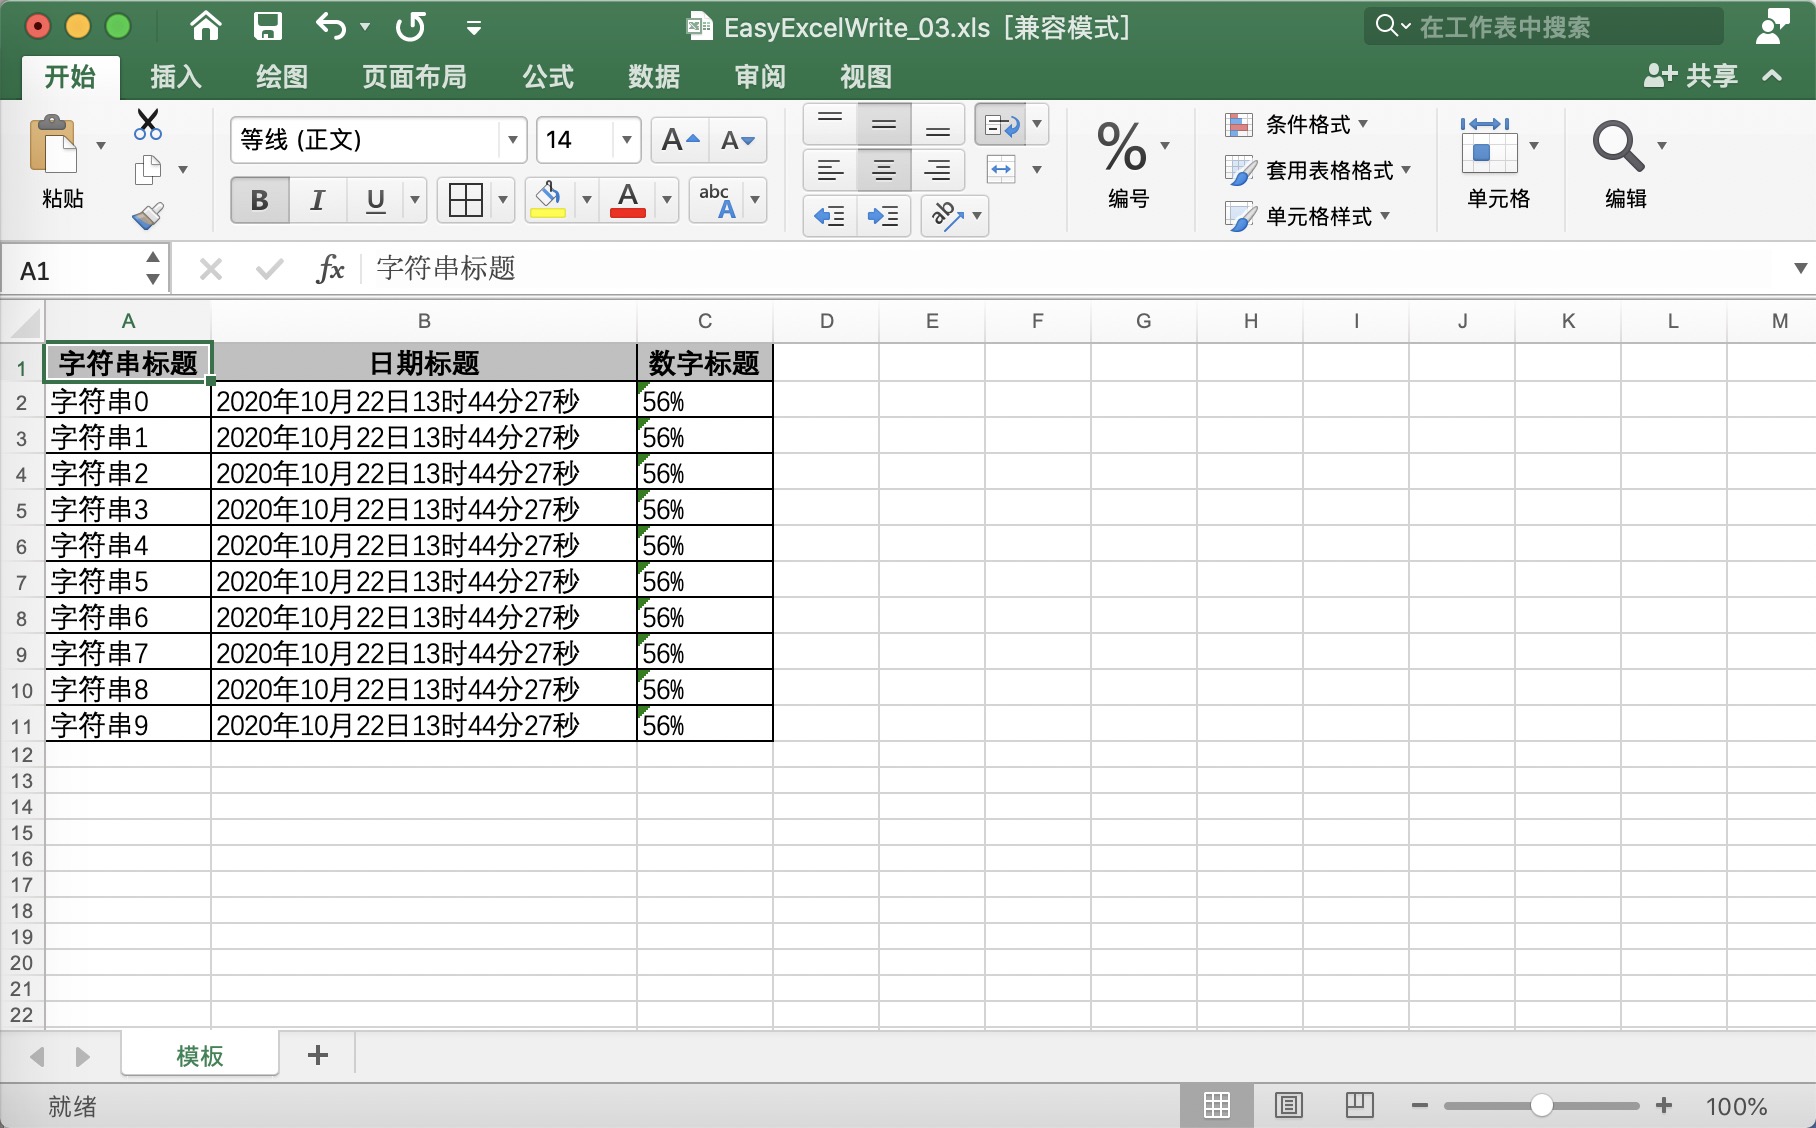 EasyExcelWrite_03.xls [兼容模式]
在工作表中搜索
开始 插入 绘图 页面布局 公式 数据 审阅 视图
共享
粘贴
等线 (正文) 14 A A
B I U A abc A
ab
%
编号
条件格式
套用表格格式
单元格样式
单元格
编辑
A1 fx 字符串标题
A B C D E F G H I J K L M
1 字符串标题 日期标题 数字标题
2 字符串0 2020年10月22日13时44分27秒 56%
3 字符串1 2020年10月22日13时44分27秒 56%
4 字符串2 2020年10月22日13时44分27秒 56%
5 字符串3 2020年10月22日13时44分27秒 56%
6 字符串4 2020年10月22日13时44分27秒 56%
7 字符串5 2020年10月22日13时44分27秒 56%
8 字符串6 2020年10月22日13时44分27秒 56%
9 字符串7 2020年10月22日13时44分27秒 56%
10 字符串8 2020年10月22日13时44分27秒 56%
11 字符串9 2020年10月22日13时44分27秒 56%
12
13
14
15
16
17
18
19
20
21
22
模板 +
就绪
100%